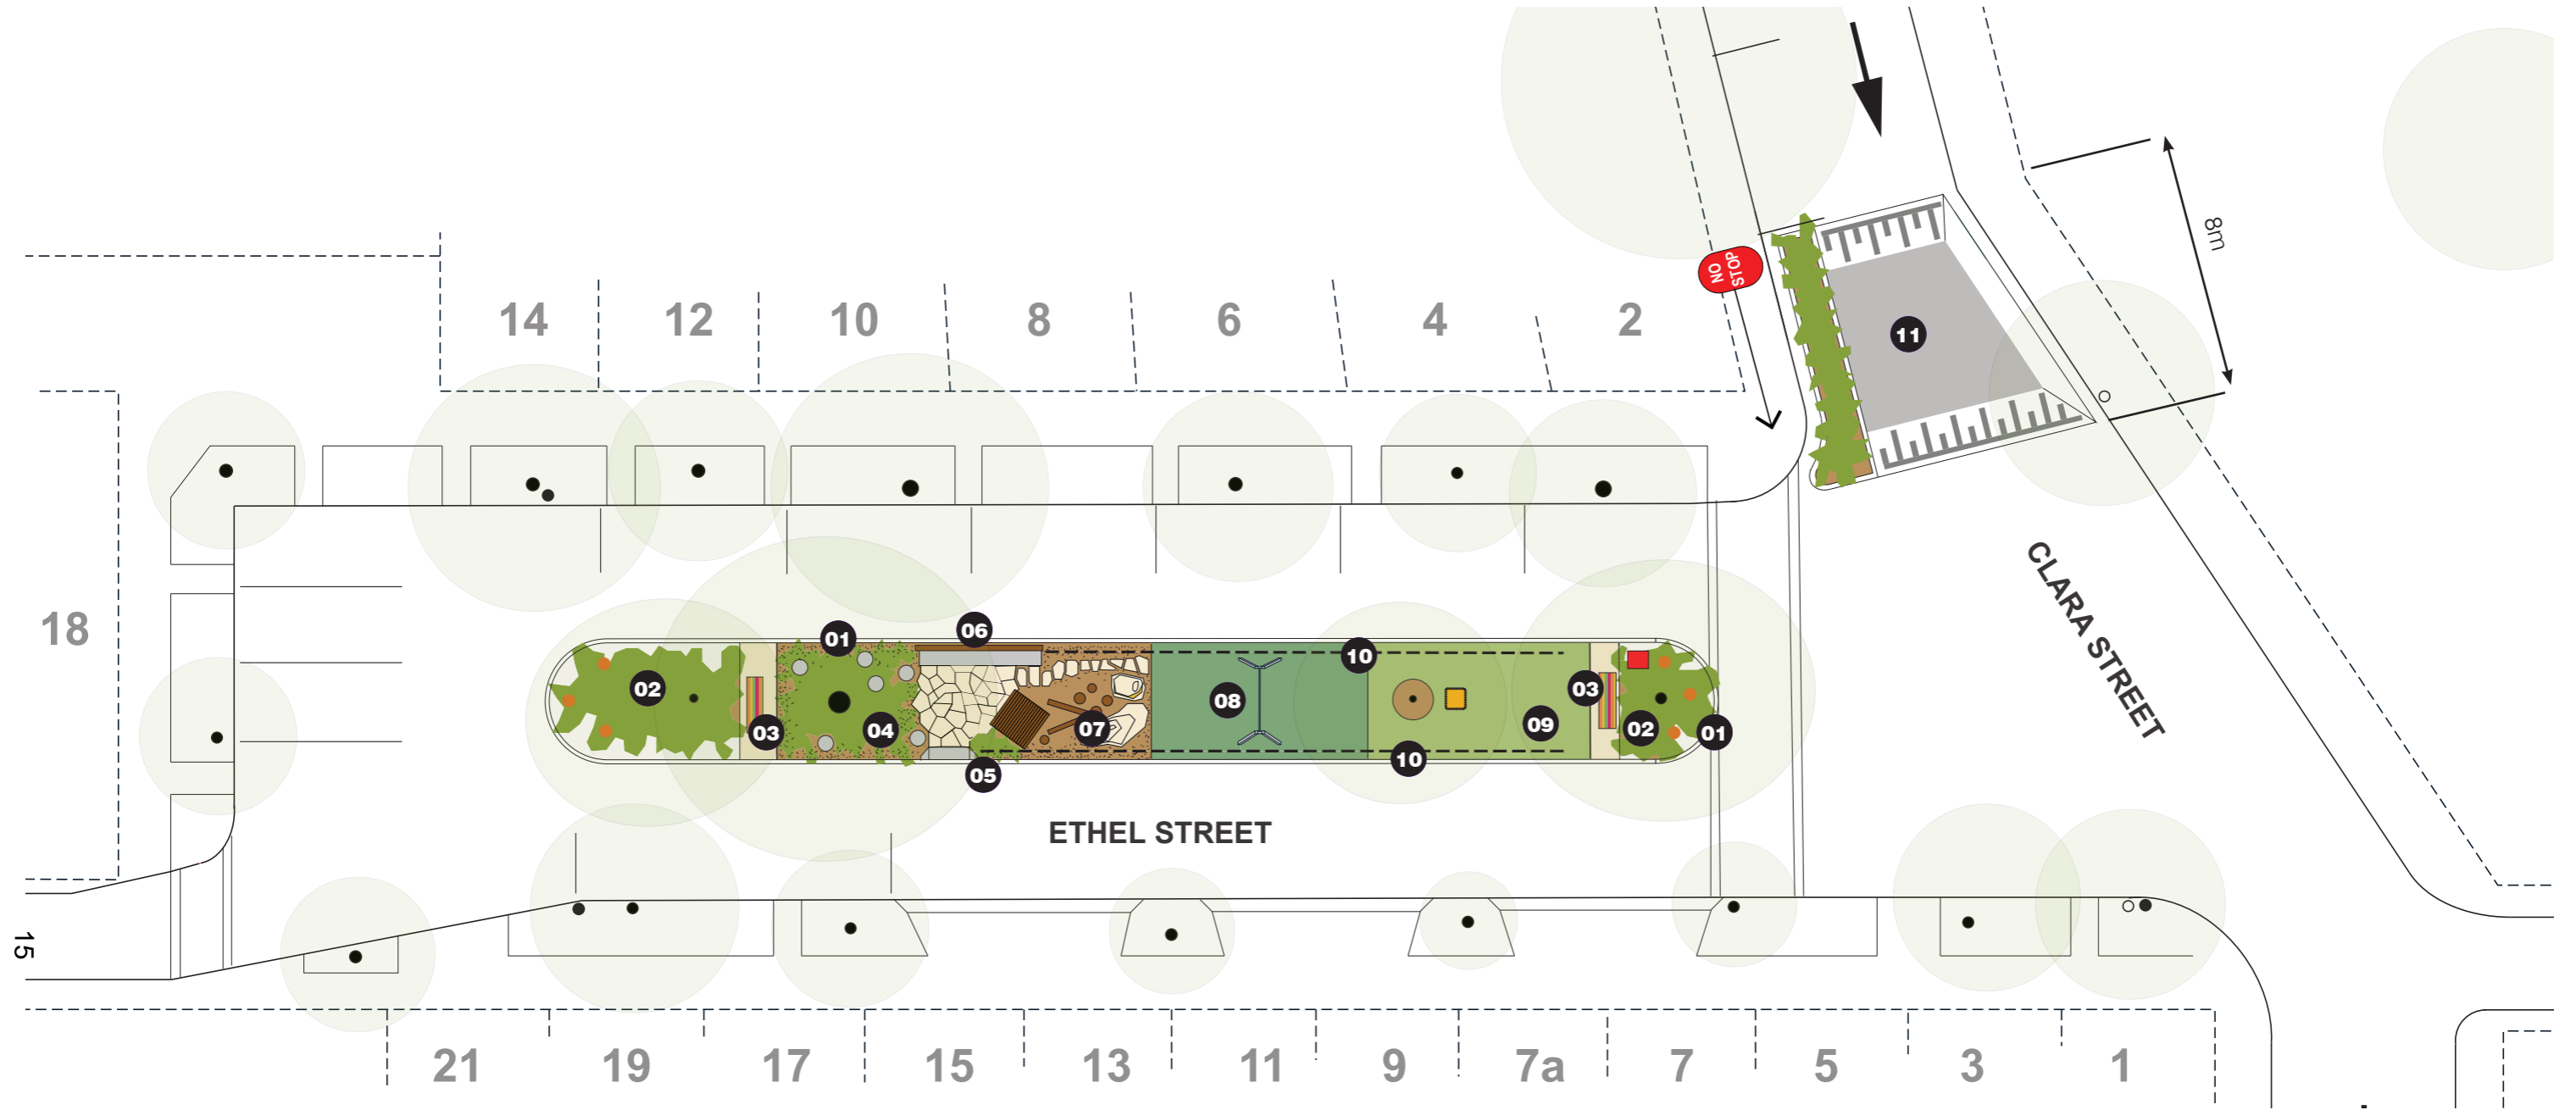 8m
NO
STOP
14 12 10 8 6 4 2
11
18
01 06
02 03 04 07 08 10 09 03 02 01
05 10
CLARA STREET
ETHEL STREET
15
21 19 17 15 13 11 9 7a 7 5 3 1